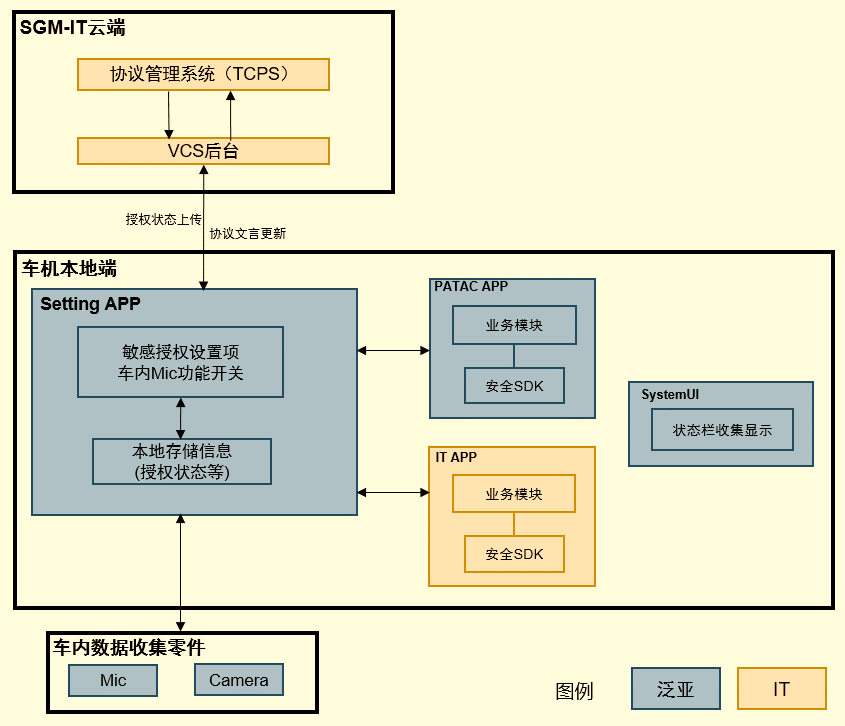 SGM-IT云端
协议管理系统（TCPS）
VCS后台
授权状态上传
协议文言更新
车机本地端
Setting APP
敏感授权设置项
车内Mic功能开关
本地存储信息
(授权状态等)
PATAC APP
业务模块
安全SDK
IT APP
业务模块
安全SDK
SystemUI
状态栏收集显示
车内数据收集零件
Mic
Camera
图例
泛亚
IT